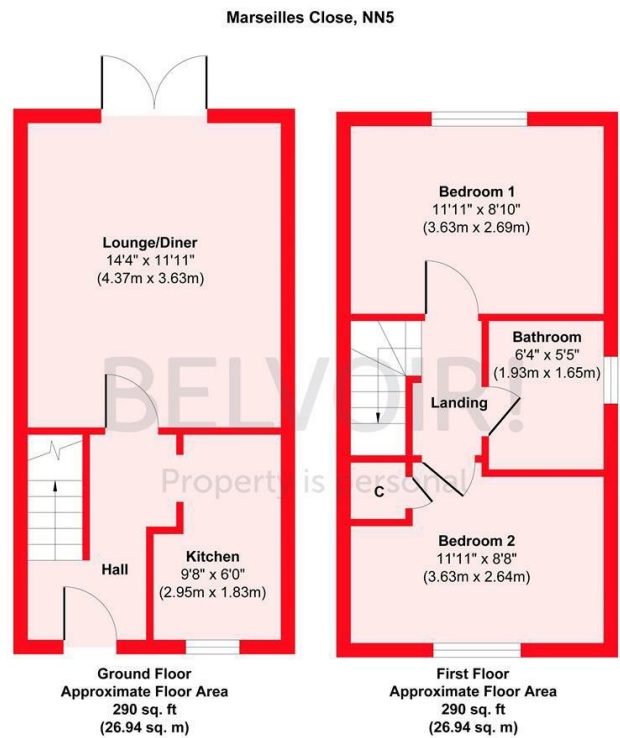 Marseilles Close, NN5
Lounge/Diner
14'4" x 11'11"
(4.37m x 3.63m)
Hall
Kitchen
9'8" x 6'0"
(2.95m x 1.83m)
Ground Floor
Approximate Floor Area
290 sq. ft
(26.94 sq. m)
Bedroom 1
11'11" x 8'10"
(3.63m x 2.69m)
Bathroom
6'4" x 5'5"
(1.93m x 1.65m)
Landing
C
Bedroom 2
11'11" x 8'8"
(3.63m x 2.64m)
First Floor
Approximate Floor Area
290 sq. ft
(26.94 sq. m)
BELVOIR!
Property is personal